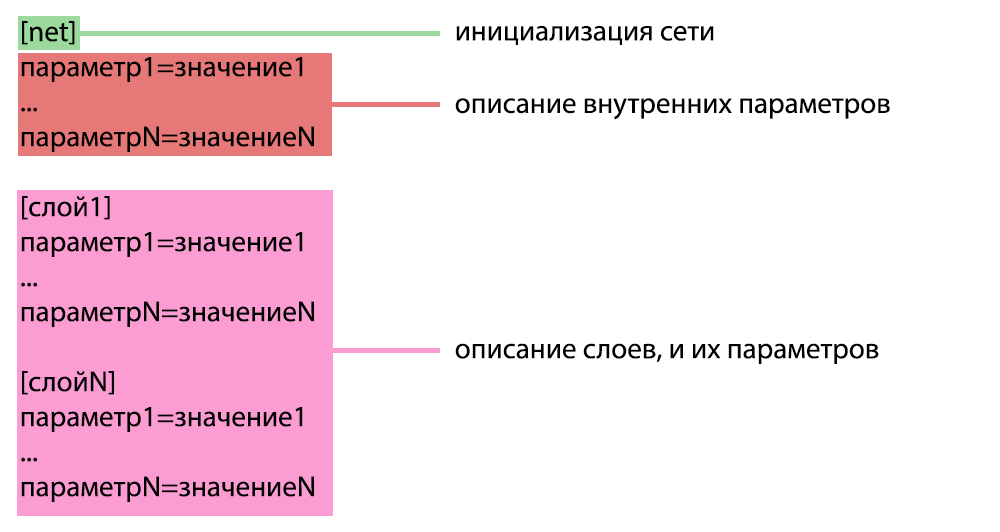 [net]
инициализация сети
параметр1=значение1
...
описание внутренних параметров
параметрN=значениеN
[слой1]
параметр1=значение1
...
параметрN=значениеN
описание слоев, и их параметров
[слойN]
параметр1=значение1
...
параметрN=значениеN